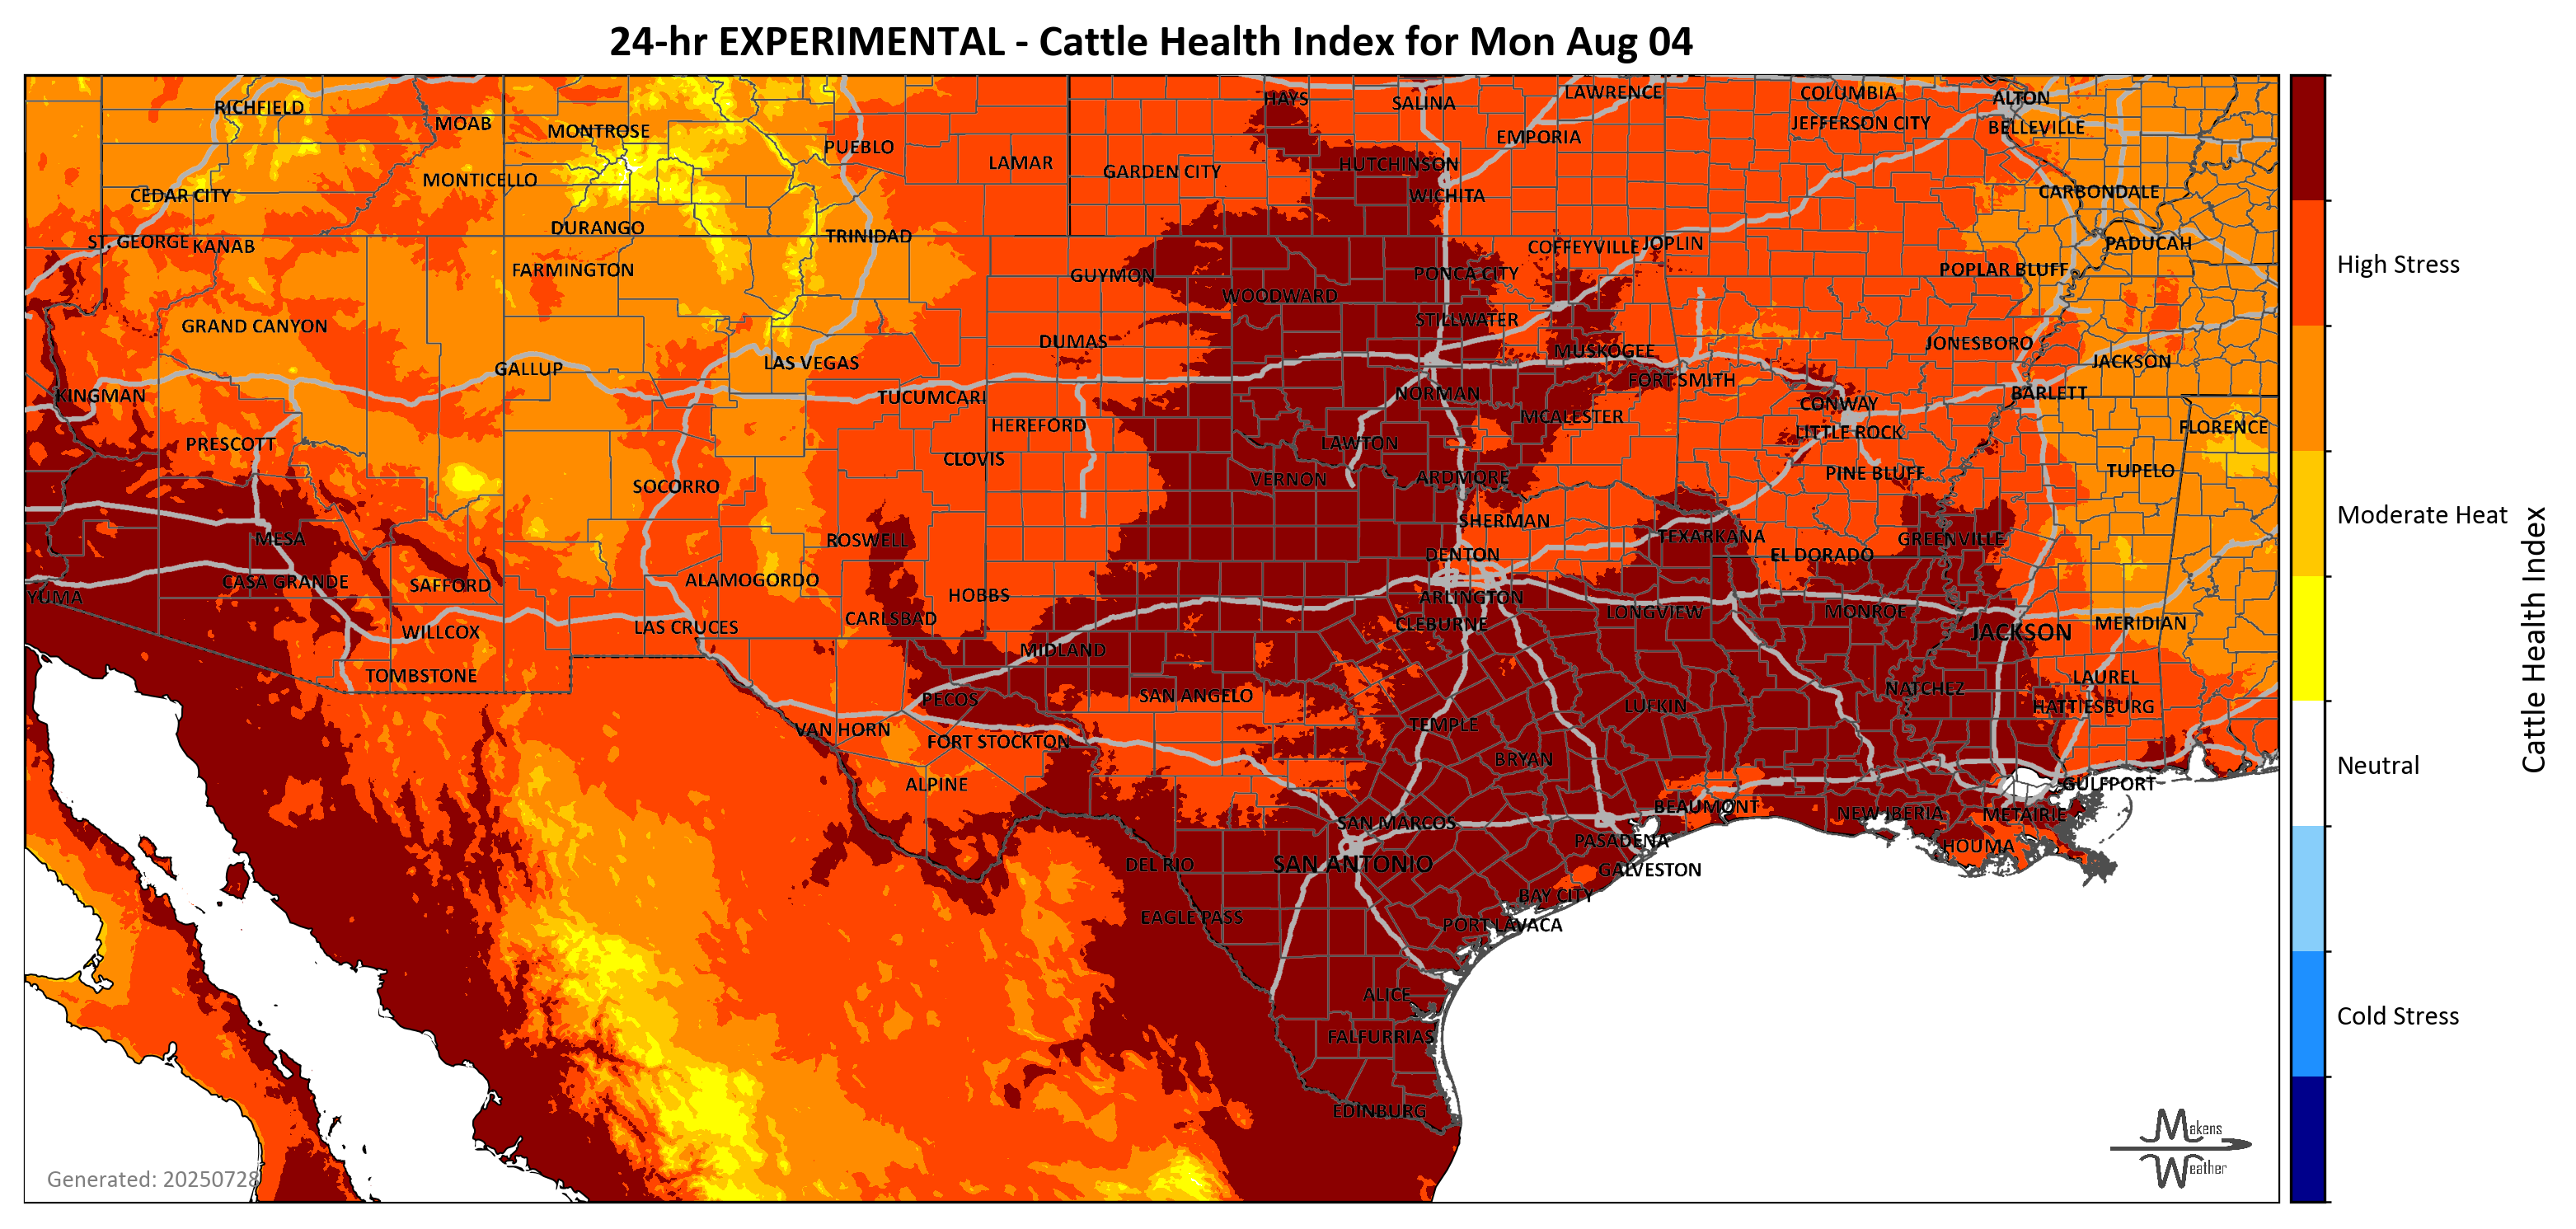 24-hr EXPERIMENTAL - Cattle Health Index for Mon Aug 04
RICHFIELD
MOAB
MONTROSE
PUEBLO
LAMAR
GARDEN CITY
HAYS
SALINA
LAWRENCE
EMPORIA
COLUMBIA
JEFFERSON CITY
ALTON
BELLEVILLE
CEDAR CITY
MONTICELLO
HUTCHINSON
WICHITA
CARBONDALE
ST. GEORGE
KANAB
DURANGO
TRINIDAD
COFFEYVILLE
JOPLIN
PADUCAH
FARMINGTON
GUYMON
PONCA CITY
POPLAR BLUFF
High Stress
WOODWARD
GRAND CANYON
DUMAS
STILLWATER
MUSKOGEE
JONESBORO
GALLUP
LAS VEGAS
FORT SMITH
JACKSON
KINGMAN
TUCUMCARI
NORMAN
CONWAY
BARLETT
HEREFORD
MCALESTER
LITTLE ROCK
FLORENCE
PRESCOTT
CLOVIS
LAWTON
PINE BLUFF
TUPELO
SOCORRO
VERNON
ARDMORE
Moderate Heat
MESA
ROSWELL
SHERMAN
TEXARKANA
GREENVILLE
DENTON
EL DORADO
YUMA
CASA GRANDE
SAFFORD
ALAMOGORDO
HOBBS
ARLINGTON
LONGVIEW
MONROE
WILLCOX
LAS CRUCES
CARLSBAD
CLEBURNE
JACKSON
MERIDIAN
MIDLAND
TOMBSTONE
PECOS
SAN ANGELO
NATCHEZ
LAUREL
LUFKIN
HATTIESBURG
VAN HORN
FORT STOCKTON
TEMPLE
Cattle Health Index
BRYAN
Neutral
ALPINE
GULFPORT
BEAUMONT
SAN MARCOS
NEW IBERIA
METAIRIE
PASADENA
HOUMA
DEL RIO
SAN ANTONIO
GALVESTON
BAY CITY
EAGLE PASS
PORT LAVACA
ALICE
Cold Stress
FALFURRIAS
EDINBURG
Makens
Weather
Generated: 20250728